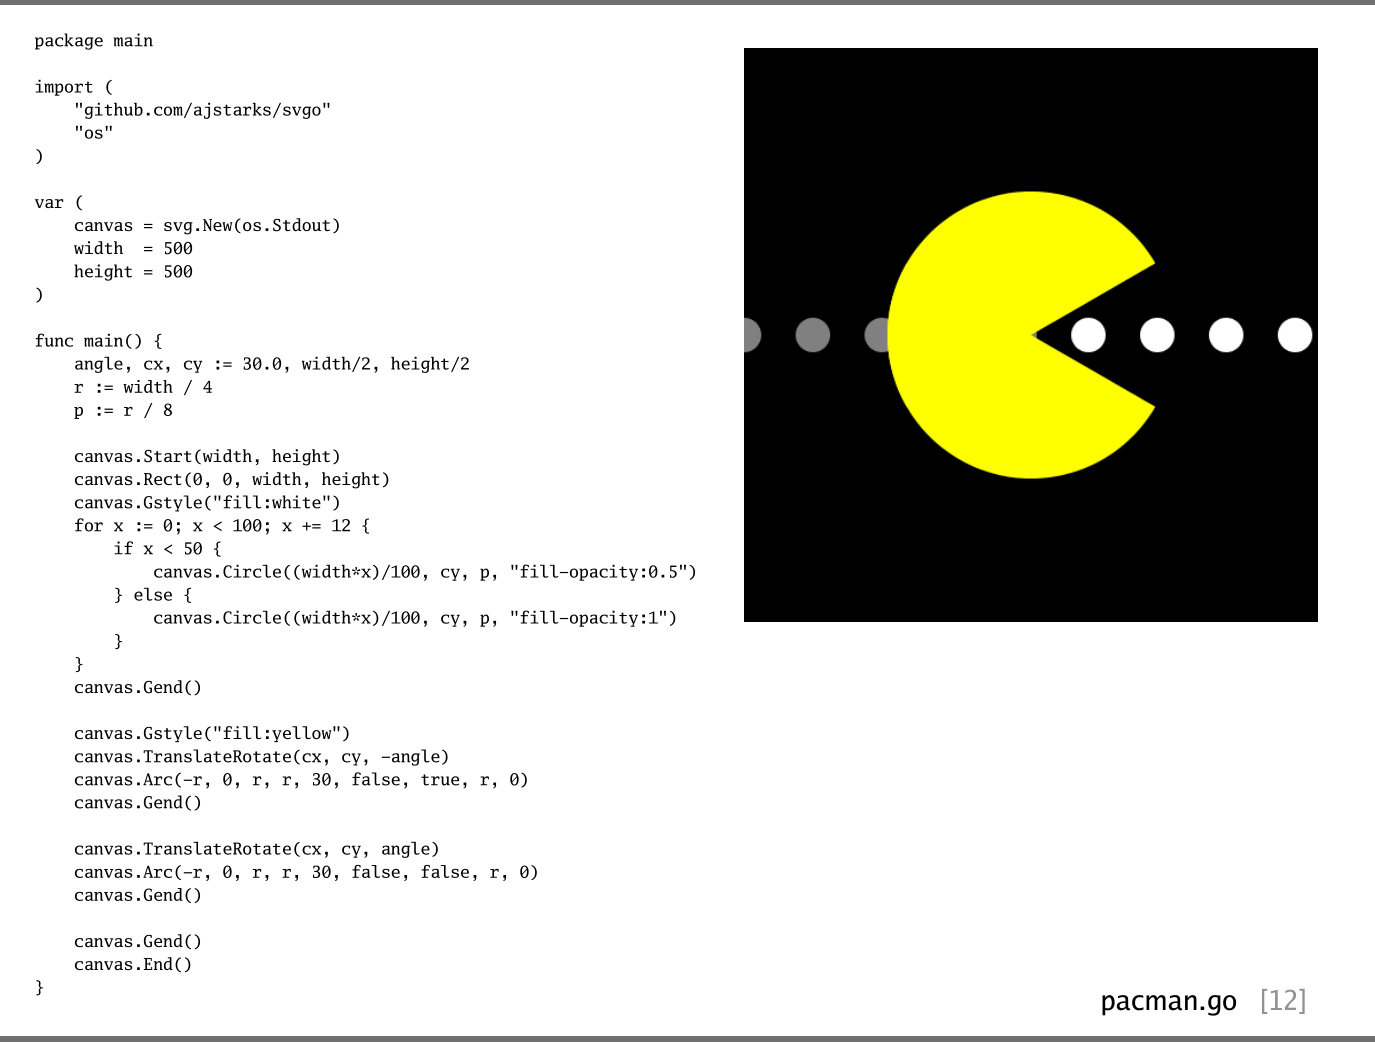 package main

import (
    "github.com/ajstarks/svgo"
    "os"
)

var (
    canvas = svg.New(os.Stdout)
    width  = 500
    height = 500
)

func main() {
    angle, cx, cy := 30.0, width/2, height/2
    r := width / 4
    p := r / 8

    canvas.Start(width, height)
    canvas.Rect(0, 0, width, height)
    canvas.Gstyle("fill:white")
    for x := 0; x < 100; x += 12 {
        if x < 50 {
            canvas.Circle((width*x)/100, cy, p, "fill-opacity:0.5")
        } else {
            canvas.Circle((width*x)/100, cy, p, "fill-opacity:1")
        }
    }
    canvas.Gend()

    canvas.Gstyle("fill:yellow")
    canvas.TranslateRotate(cx, cy, -angle)
    canvas.Arc(-r, 0, r, r, 30, false, true, r, 0)
    canvas.Gend()

    canvas.TranslateRotate(cx, cy, angle)
    canvas.Arc(-r, 0, r, r, 30, false, false, r, 0)
    canvas.Gend()

    canvas.Gend()
    canvas.End()
}
pacman.go [12]